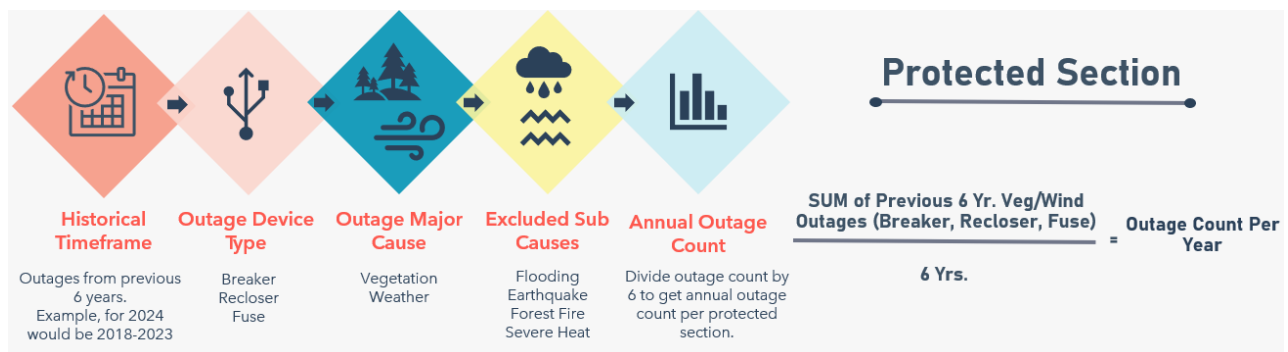 Protected Section
Historical
Timeframe
Outages from previous
6 years.
Example, for 2024
would be 2018-2023
Outage Device
Type
Breaker
Recloser
Fuse
Outage Major
Cause
Vegetation
Weather
Excluded Sub
Causes
Flooding
Earthquake
Forest Fire
Severe Heat
Annual Outage
Count
Divide outage count by
6 to get annual outage
count per protected
section.
SUM of Previous 6 Yr. Veg/Wind
Outages (Breaker, Recloser, Fuse)
6 Yrs.
=
Outage Count Per
Year